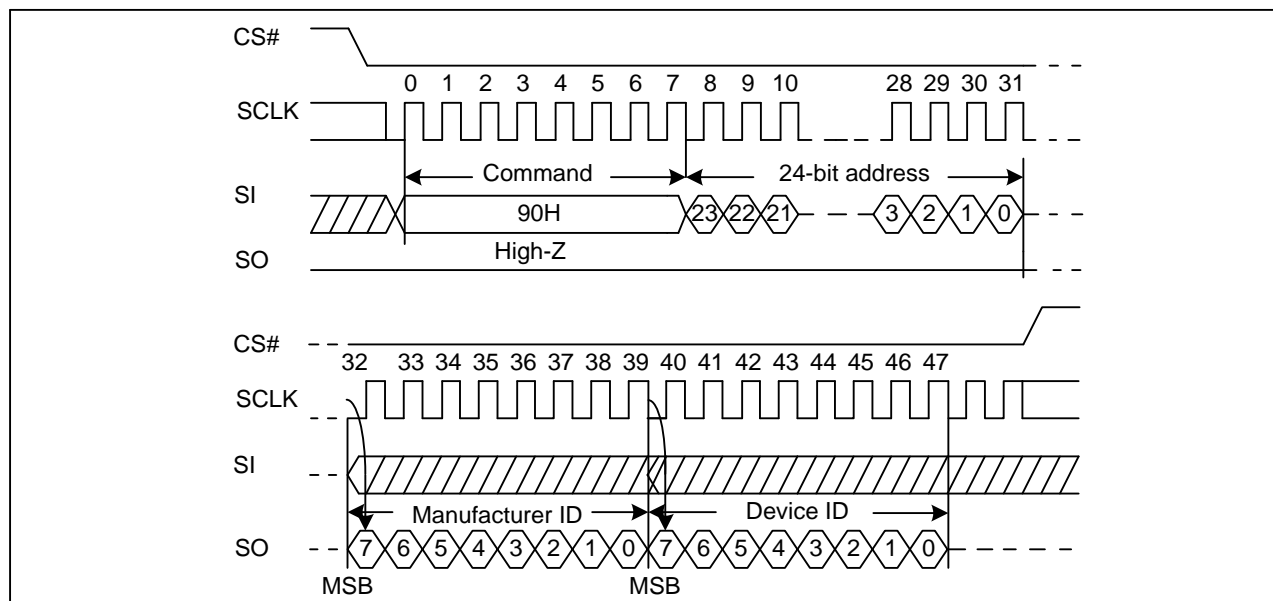 CS#
0 1 2 3 4 5 6 7 8 9 10 28 29 30 31
SCLK
Command 24-bit address
SI
90H 23 22 21 3 2 1 0
High-Z
SO
CS#
32 33 34 35 36 37 38 39 40 41 42 43 44 45 46 47
SCLK
SI
Manufacturer ID Device ID
SO 7 6 5 4 3 2 1 0 7 6 5 4 3 2 1 0
MSB MSB